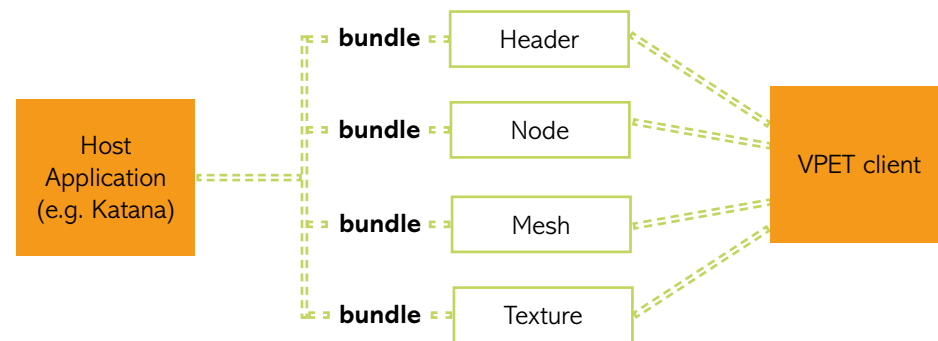 bundle Header
bundle Node
Host
Application
(e.g. Katana)
VPET client
bundle Mesh
bundle Texture